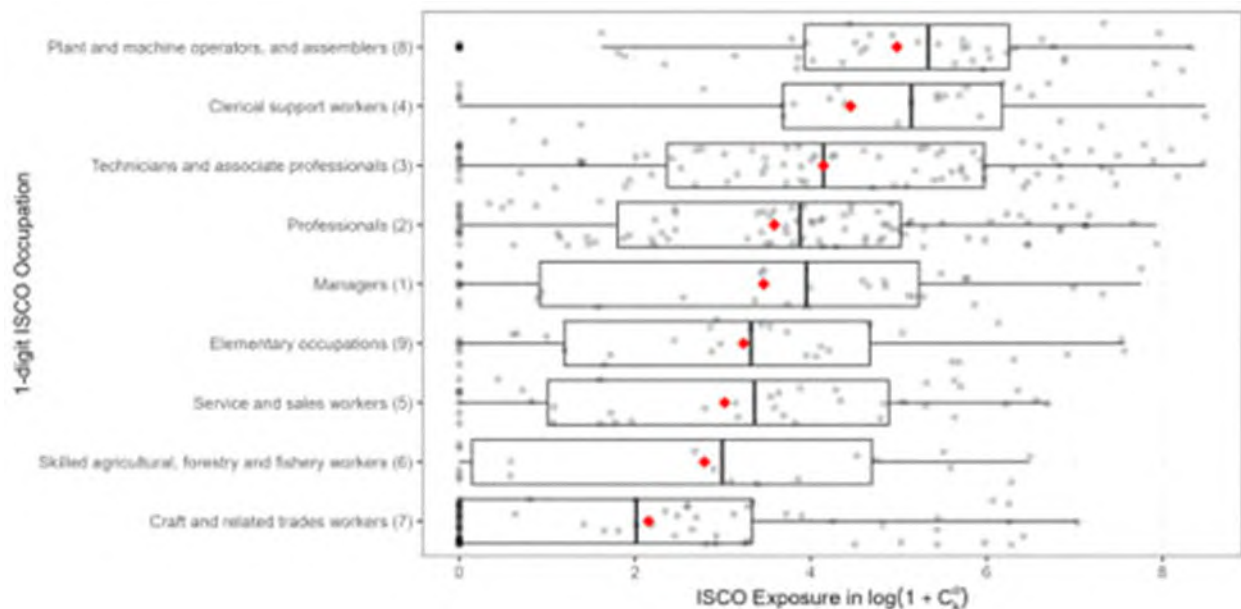 Plant and machine operators, and assemblers (8)
Clerical support workers (4)
Technicians and associate professionals (3)
Professionals (2)
Managers (1)
Elementary occupations (9)
Service and sales workers (5)
Skilled agricultural, forestry and fishery workers (6)
Craft and related trades workers (7)
1-digit ISCO Occupation
0 2 4 6 8
ISCO Exposure in log(1 + C